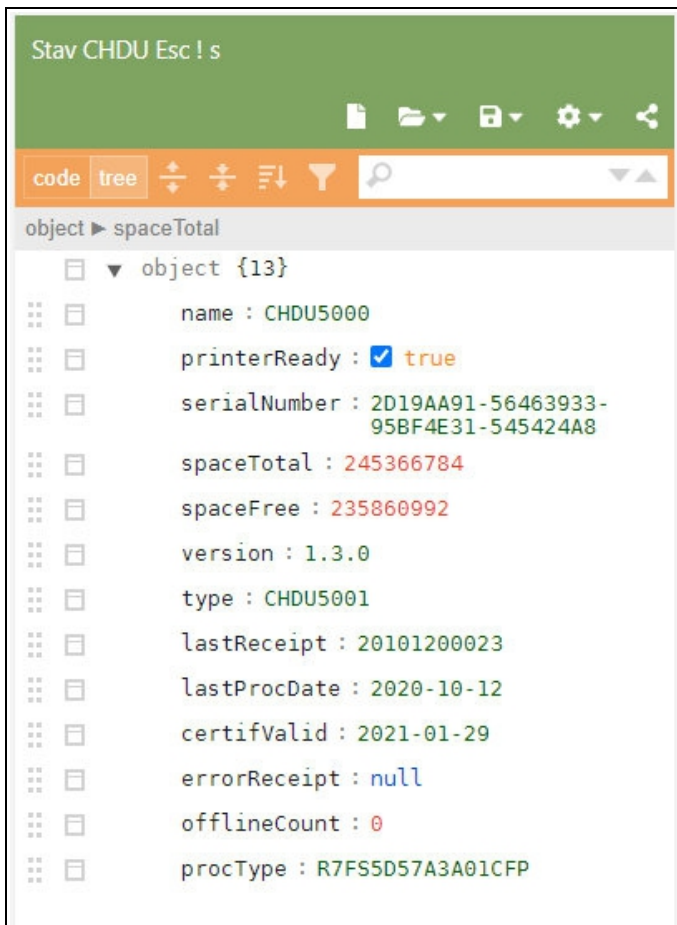 Stav CHDU Esc ! s
code tree
object ► spaceTotal
▼ object {13}
name : CHDU5000
printerReady : true
serialNumber : 2D19AA91-56463933-
95BF4E31-545424A8
spaceTotal : 245366784
spaceFree : 235860992
version : 1.3.0
type : CHDU5001
lastReceipt : 20101200023
lastProcDate : 2020-10-12
certifValid : 2021-01-29
errorReceipt : null
offlineCount : 0
procType : R7FS5D57A3A01CFP